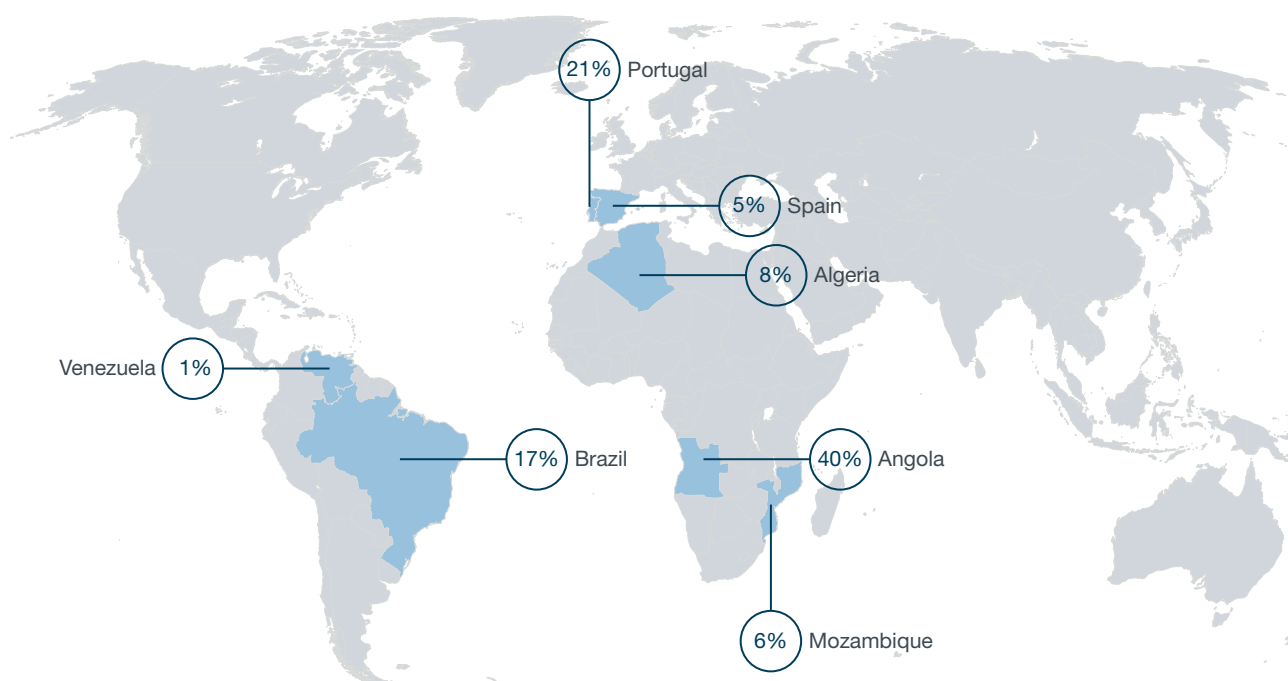 21% Portugal
5% Spain
8% Algeria
Venezuela 1%
17% Brazil
40% Angola
6% Mozambique